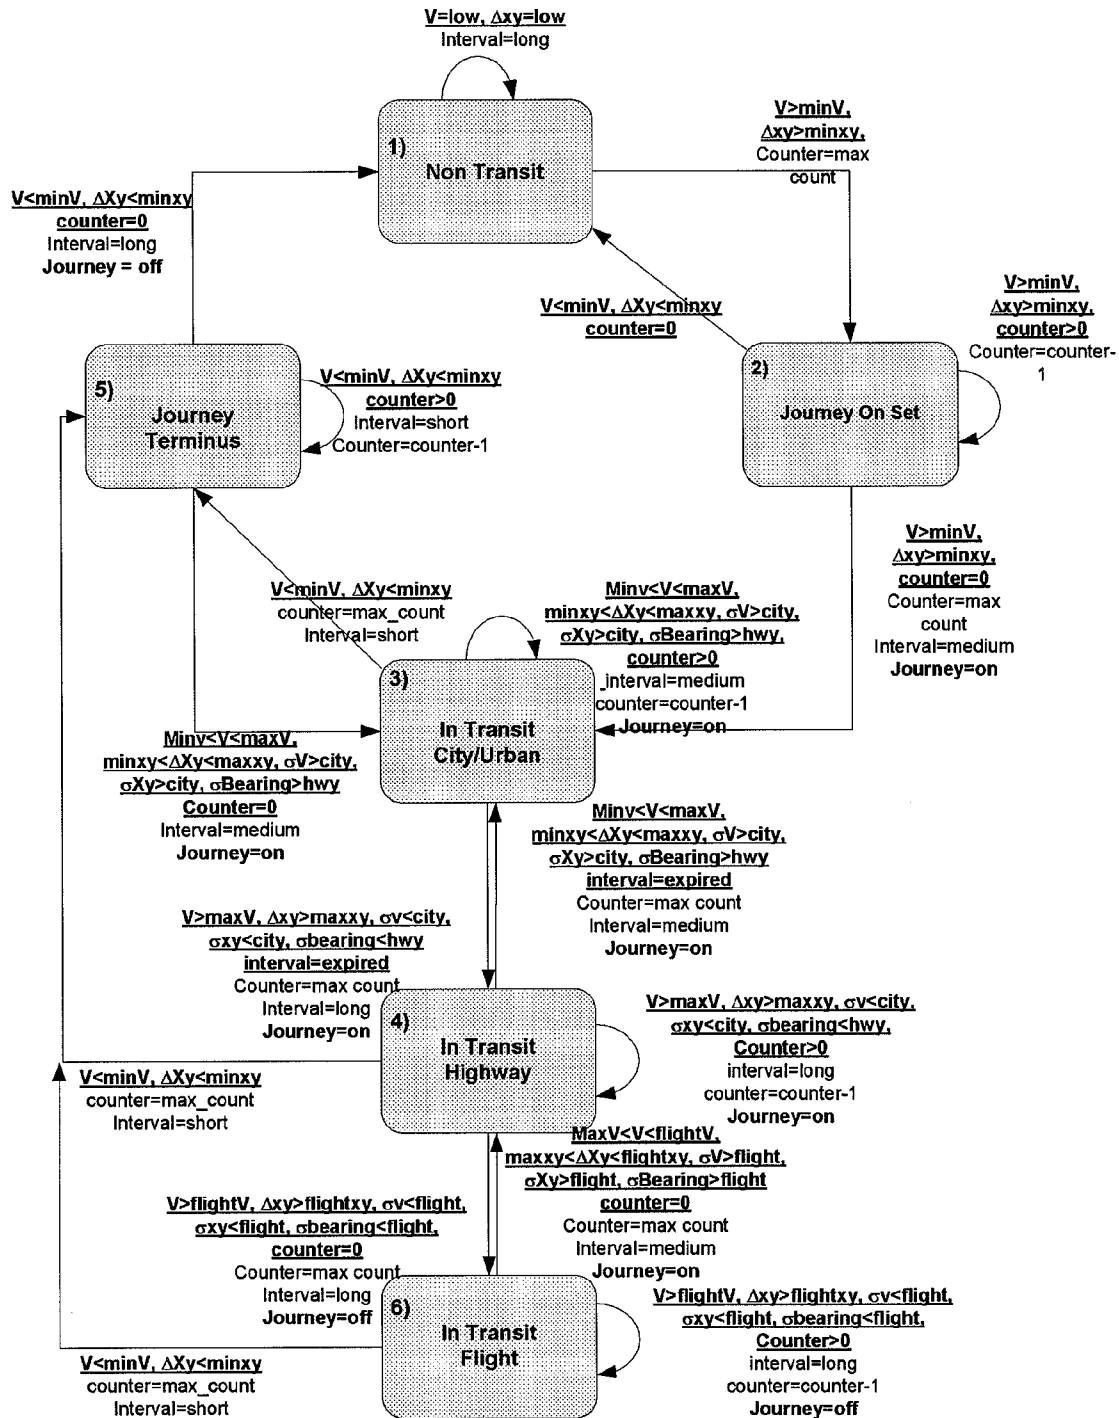 V=low, Δxy=low
Interval=long
V>minV,
Δxy>minxy,
Counter=max
count
1)
Non Transit
V<minV, ΔXy<minxy
counter=0
Interval=long
Journey = off
V<minV, ΔXy<minxy
counter=0
V>minV,
Δxy>minxy,
counter>0
Counter=counter-
1
2)
Journey On Set
5)
Journey
Terminus
V<minV, ΔXy<minxy
counter>0
Interval=short
Counter=counter-1
V>minV,
Δxy>minxy,
counter=0
Counter=max
count
Interval=medium
Journey=on
V<minV, ΔXy<minxy
counter=max_count
Interval=short
Minv<V<maxV,
minxy<ΔXy<maxxy, σV>city,
σXy>city, σBearing>hwy,
counter>0
_interval=medium
counter=counter-1
Journey=on
3)
In Transit
City/Urban
Minv<V<maxV,
minxy<ΔXy<maxxy, σV>city,
σXy>city, σBearing>hwy
Counter=0
Interval=medium
Journey=on
Minv<V<maxV,
minxy<ΔXy<maxxy, σV>city,
σXy>city, σBearing>hwy
interval=expired
Counter=max count
Interval=medium
Journey=on
V>maxV, Δxy>maxxy, σv<city,
σxy<city, σbearing<hwy
interval=expired
Counter=max count
Interval=long
Journey=on
4)
In Transit
Highway
V>maxV, Δxy>maxxy, σv<city,
σxy<city, σbearing<hwy,
Counter>0
interval=long
counter=counter-1
Journey=on
V<minV, ΔXy<minxy
counter=max_count
Interval=short
MaxV<V<flightV,
maxxy<ΔXy<flightxy, σV>flight,
σXy>flight, σBearing>flight
counter=0
Counter=max count
Interval=medium
Journey=on
V>flightV, Δxy>flightxy, σv<flight,
σxy<flight, σbearing<flight,
counter=0
Counter=max count
Interval=long
Journey=off
6)
In Transit
Flight
V>flightV, Δxy>flightxy, σv<flight,
σxy<flight, σbearing<flight,
Counter>0
interval=long
counter=counter-1
Journey=off
V<minV, ΔXy<minxy
counter=max_count
Interval=short